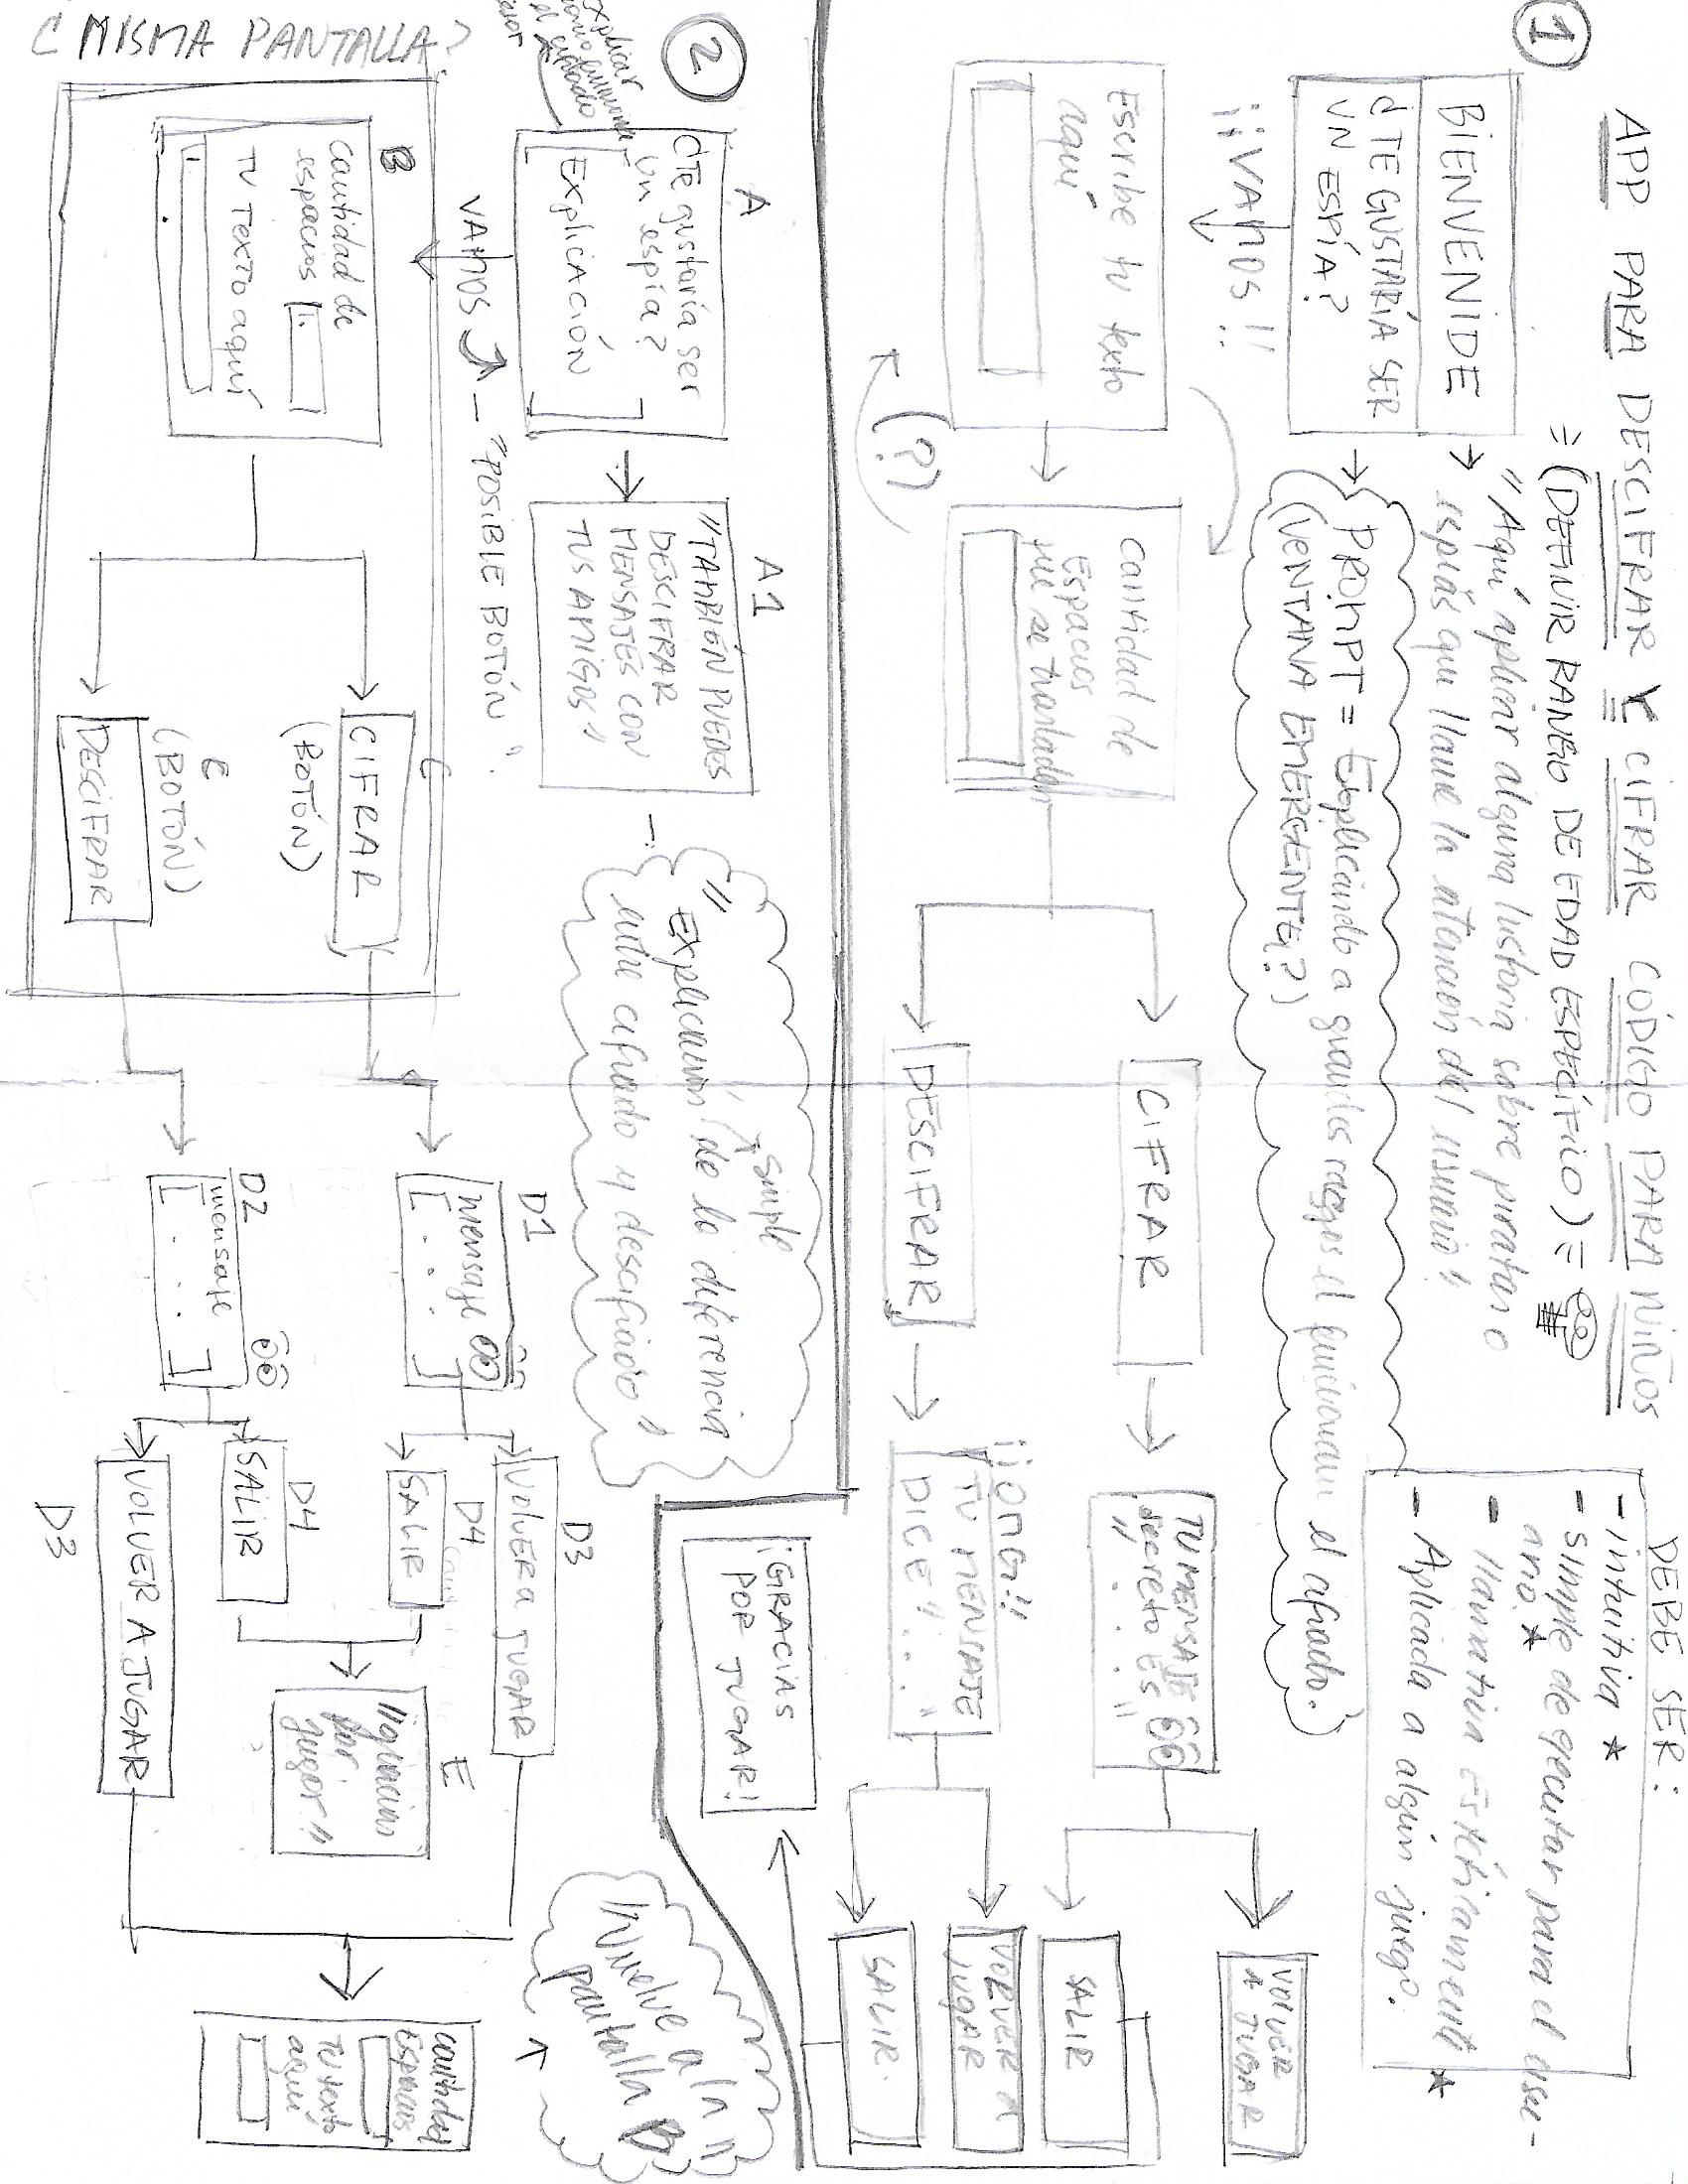 APP PARA DESCIFRAR Y CIFRAR CÓDIGO PARA NIÑOS
(DEFINIR RANGO DE EDAD ESPECÍFICO)
DEBE SER:
- intuitiva ★
- simple de ejecutar para el usu-
ario. ★
- llamativa Estéticamente ★
- Aplicada a algún juego.
1
BIENVENIDE
¿TE GUSTARÍA SER
UN ESPÍA?
"Aquí aplicar alguna historia sobre piratas o
espías que llame la atención del usuario"
PROMPT = Explicando a grandes rasgos el el cifrado.
(VENTANA EMERGENTE?)
¡¡VAMOS!!
Escribe tu texto
aquí
Cantidad de
Espacios
que se trasladan
(?)
CIFRAR
TU MENSAJE
secreto ES
" . . . "
VOLVER
A JUGAR
SALIR
DESCIFRAR
¡¡OMG!!
TU MENSAJE
DICE " . . . "
VOLVER A
JUGAR
SALIR.
¡GRACIAS
POR JUGAR!
2
A
¿Te gustaría ser
un espía?
EXPLICACIÓN
Explicar
como funciona
el cifrado
A1
"TAMBIÉN PUEDES
DESCIFRAR
MENSAJES CON
TUS AMIGOS"
simple
"EXPLICACIÓN de la diferencia
entre cifrado y descifrado"
"Vuelve a la
pantalla B"
VAMOS
- "POSIBLE BOTÓN".
¿MISMA PANTALLA?
B
Cantidad de
espacios 1.
TU TEXTO aquí
C
CIFRAR
(BOTÓN)
C
(BOTÓN)
DESCIFRAR
D1
mensaje
[ . . . ]
D3
VOLVER A JUGAR
D4
SALIR
E
"gracias
por
jugar"
D2
mensaje
[ . . . ]
D4
SALIR
VOLVER A JUGAR
D3
cantidad
ESPACIOS
TU texto
aquí